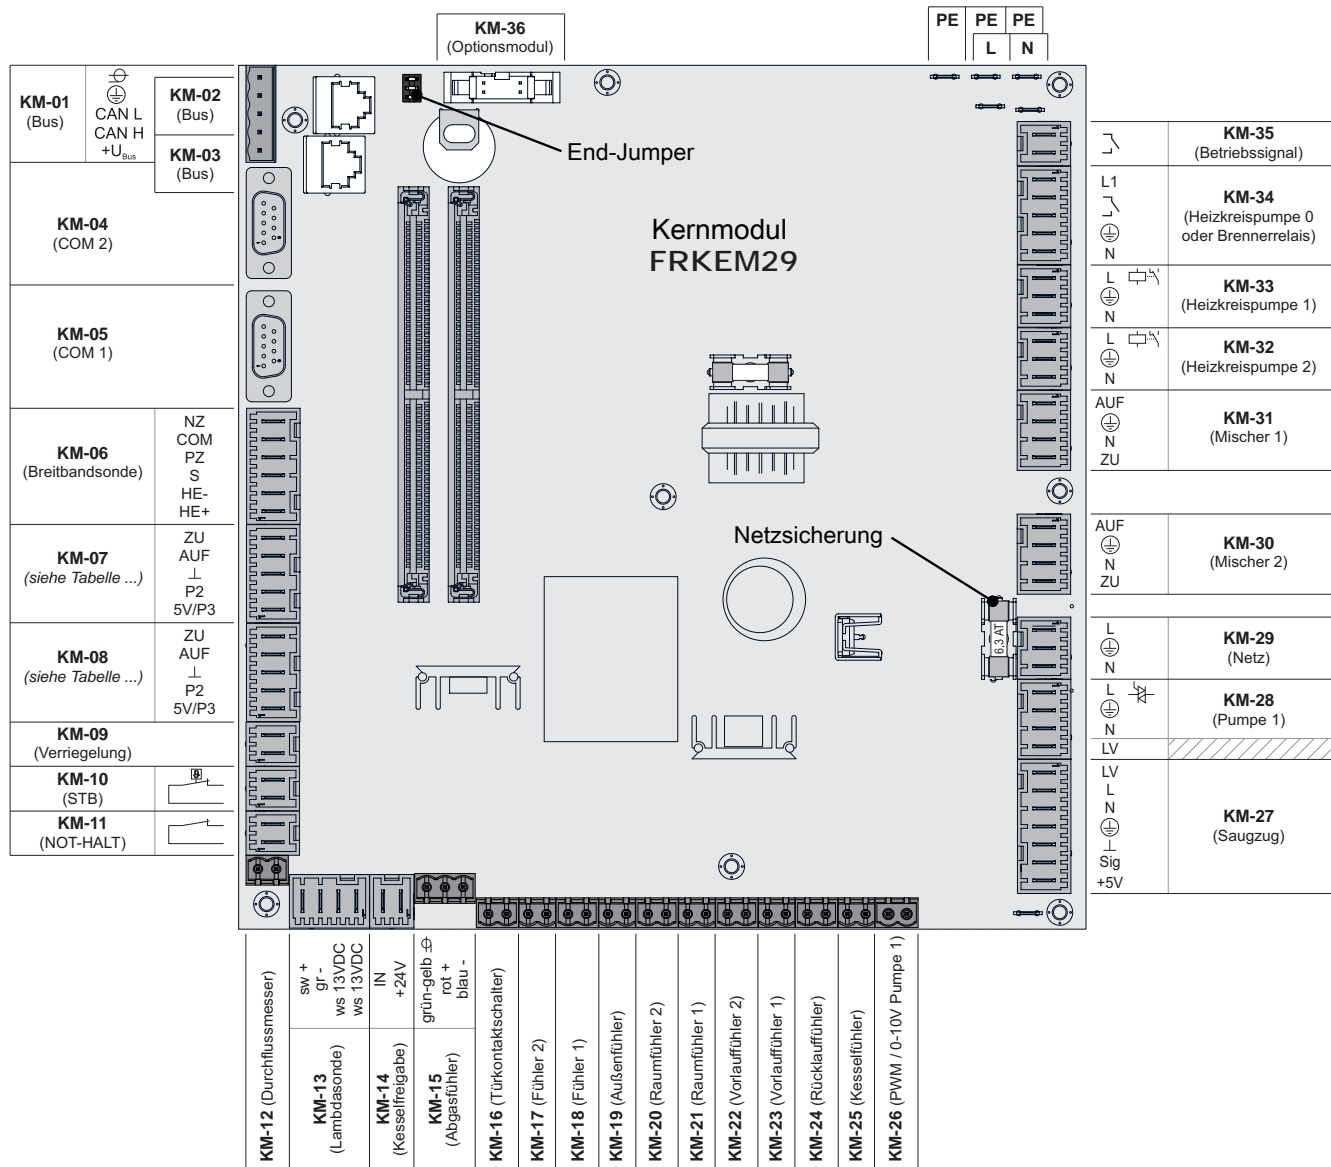 KM-36
(Optionsmodul)
PE PE PE
L N
KM-01
(Bus)
CAN L
CAN H
+U Bus
KM-02
(Bus)
KM-03
(Bus)
KM-04
(COM 2)
KM-05
(COM 1)
KM-06
(Breitbandsonde)
NZ
COM
PZ
S
HE-
HE+
KM-07
(siehe Tabelle ...)
ZU
AUF
⊥
P2
5V/P3
KM-08
(siehe Tabelle ...)
ZU
AUF
⊥
P2
5V/P3
KM-09
(Verriegelung)
KM-10
(STB)
KM-11
(NOT-HALT)
End-Jumper
Kernmodul
FRKEM29
Netzsicherung
6,3 AT
KM-35
(Betriebssignal)
L1
N
KM-34
(Heizkreispumpe 0
oder Brennerrelais)
L
N
KM-33
(Heizkreispumpe 1)
L
N
KM-32
(Heizkreispumpe 2)
AUF
N
ZU
KM-31
(Mischer 1)
AUF
N
ZU
KM-30
(Mischer 2)
L
N
KM-29
(Netz)
L
N
LV
KM-28
(Pumpe 1)
LV
L
N
⊥
Sig
+5V
KM-27
(Saugzug)
KM-12 (Durchflussmesser)
sw +
gr -
ws 13VDC
ws 13VDC
KM-13
(Lambdasonde)
IN
+24V
KM-14
(Kesselfreigabe)
grün-gelb
rot +
blau -
KM-15
(Abgasfühler)
KM-16 (Türkontaktschalter)
KM-17 (Fühler 2)
KM-18 (Fühler 1)
KM-19 (Außenfühler)
KM-20 (Raumfühler 2)
KM-21 (Raumfühler 1)
KM-22 (Vorlauffühler 2)
KM-23 (Vorlauffühler 1)
KM-24 (Rücklauffühler)
KM-25 (Kesselfühler)
KM-26 (PWM / 0-10V Pumpe 1)